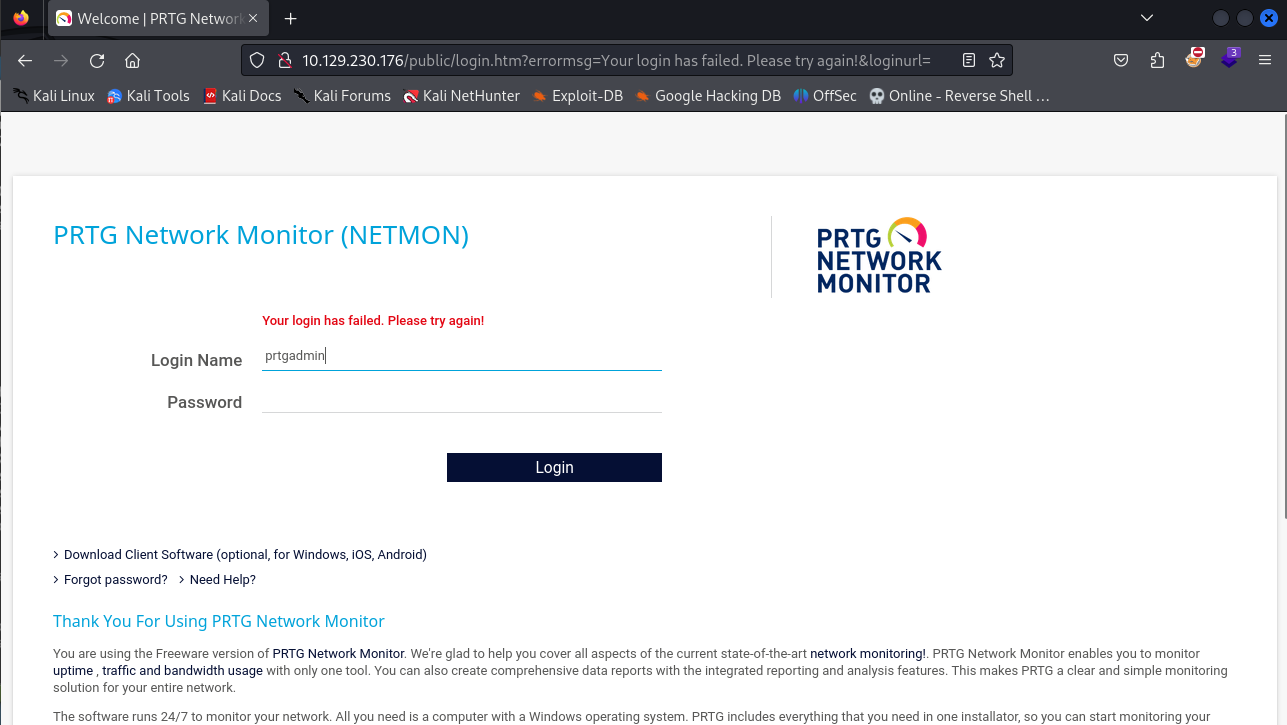 Welcome | PRTG Network
10.129.230.176/public/login.htm?errormsg=Your login has failed. Please try again!&loginurl=
3
Kali Linux Kali Tools Kali Docs Kali Forums Kali NetHunter Exploit-DB Google Hacking DB OffSec Online - Reverse Shell …
PRTG Network Monitor (NETMON)
PRTG
NETWORK
MONITOR
Your login has failed. Please try again!
Login Name prtgadmin
Password
Login
Download Client Software (optional, for Windows, iOS, Android)
Forgot password? Need Help?
Thank You For Using PRTG Network Monitor
You are using the Freeware version of PRTG Network Monitor. We're glad to help you cover all aspects of the current state-of-the-art network monitoring!. PRTG Network Monitor enables you to monitor
uptime , traffic and bandwidth usage with only one tool. You can also create comprehensive data reports with the integrated reporting and analysis features. This makes PRTG a clear and simple monitoring
solution for your entire network.
The software runs 24/7 to monitor your network. All you need is a computer with a Windows operating system. PRTG includes everything that you need in one installator, so you can start monitoring your